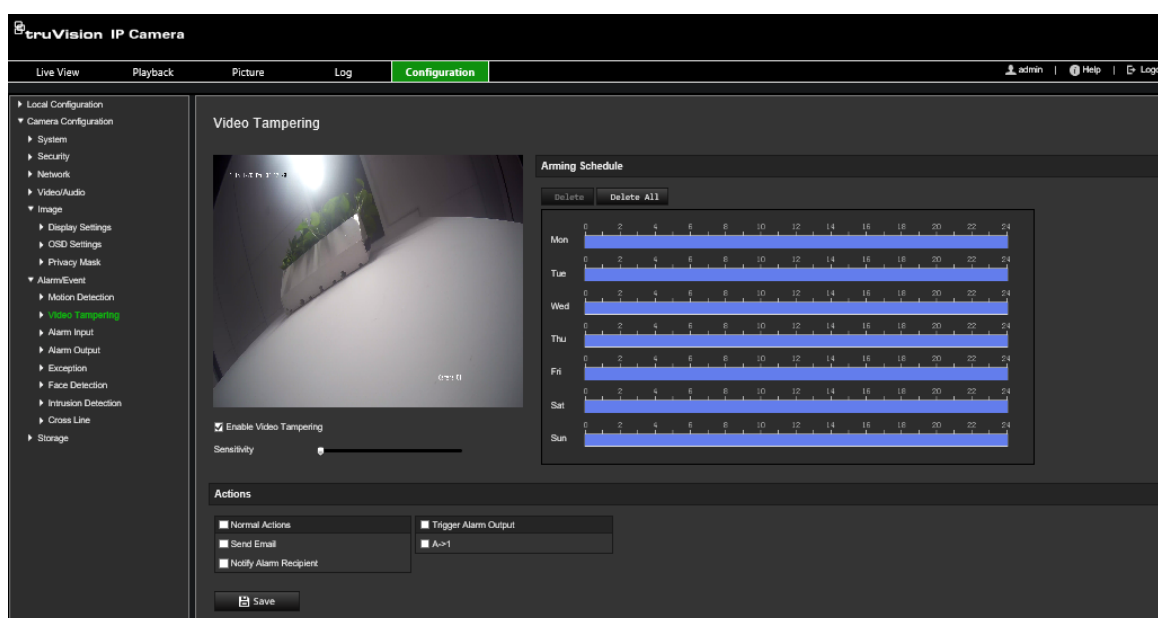 truVision IP Camera
Live View Playback Picture Log Configuration admin | Help | Logo
Local Configuration
Camera Configuration
System
Security
Network
Video/Audio
Image
Display Settings
OSD Settings
Privacy Mask
Alarm/Event
Motion Detection
Video Tampering
Alarm Input
Alarm Output
Exception
Face Detection
Intrusion Detection
Cross Line
Storage
Video Tampering
Enable Video Tampering
Sensitivity
Arming Schedule
Delete Delete All
0 2 4 6 8 10 12 14 16 18 20 22 24
Mon
0 2 4 6 8 10 12 14 16 18 20 22 24
Tue
0 2 4 6 8 10 12 14 16 18 20 22 24
Wed
0 2 4 6 8 10 12 14 16 18 20 22 24
Thu
0 2 4 6 8 10 12 14 16 18 20 22 24
Fri
0 2 4 6 8 10 12 14 16 18 20 22 24
Sat
0 2 4 6 8 10 12 14 16 18 20 22 24
Sun
Actions
Normal Actions Trigger Alarm Output
Send Email A->1
Notify Alarm Recipient
Save